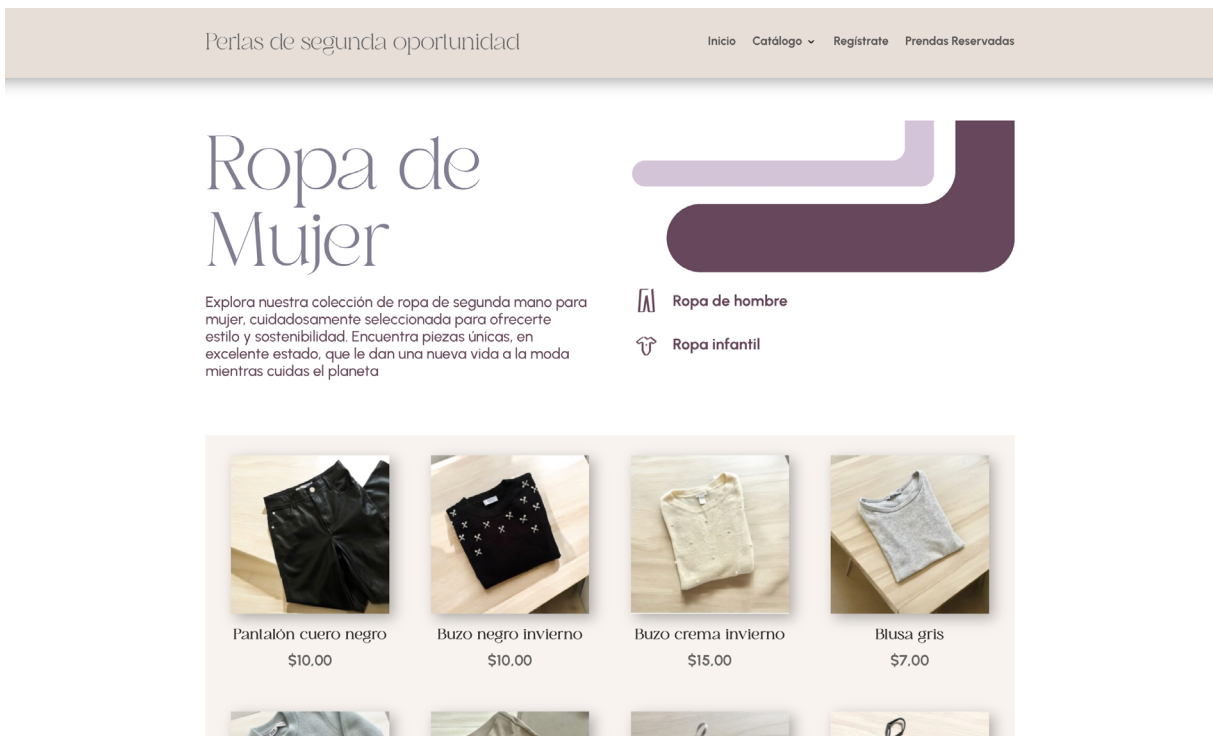 Perlas de segunda oportunidad
Inicio Catálogo Regístrate Prendas Reservadas
Ropa de
Mujer
Explora nuestra colección de ropa de segunda mano para
mujer, cuidadosamente seleccionada para ofrecerte
estilo y sostenibilidad. Encuentra piezas únicas, en
excelente estado, que le dan una nueva vida a la moda
mientras cuidas el planeta
Ropa de hombre
Ropa infantil
Pantalón cuero negro
$10,00
Buzo negro invierno
$10,00
Buzo crema invierno
$15,00
Blusa gris
$7,00